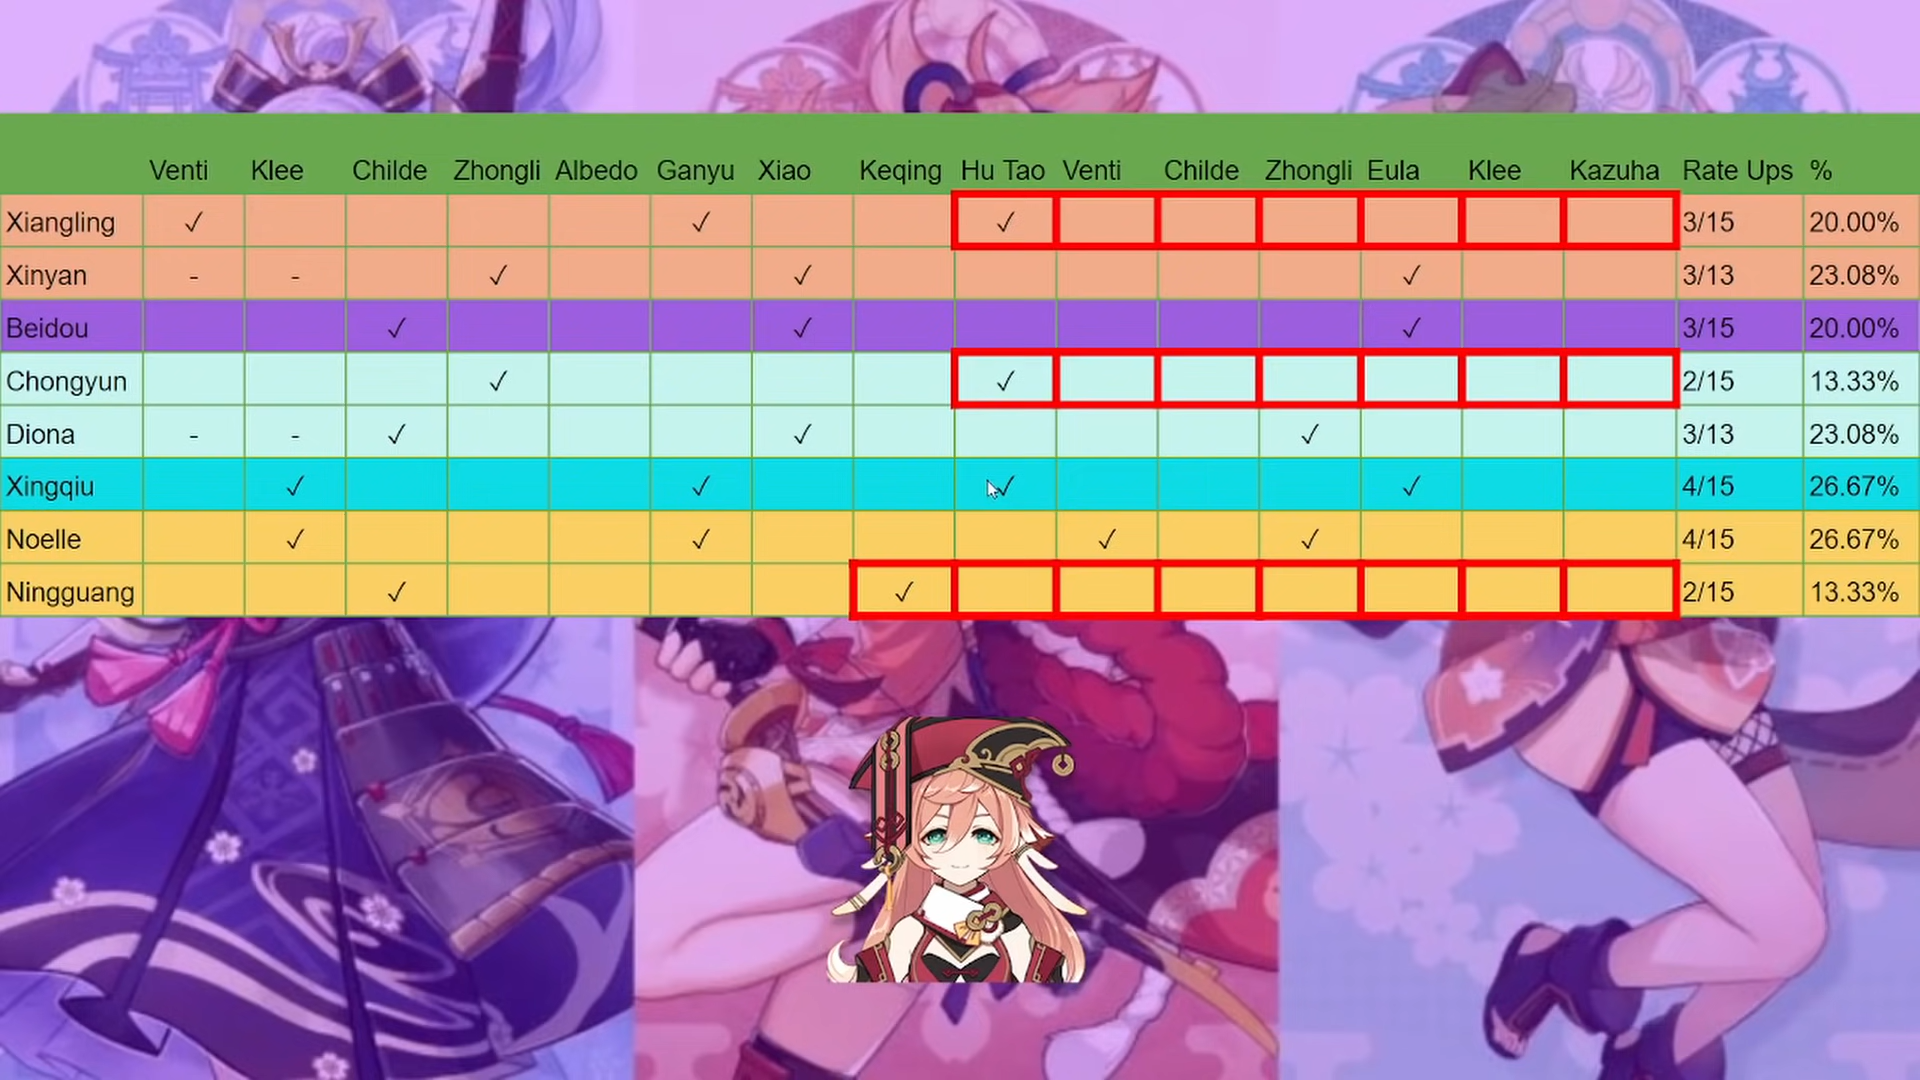 Venti Klee Childe Zhongli Albedo Ganyu Xiao Keqing Hu Tao Venti Childe Zhongli Eula Klee Kazuha Rate Ups %
Xiangling ✓ ✓ ✓ 3/15 20.00%
Xinyan - - ✓ ✓ ✓ 3/13 23.08%
Beidou ✓ ✓ ✓ 3/15 20.00%
Chongyun ✓ ✓ 2/15 13.33%
Diona - - ✓ ✓ ✓ 3/13 23.08%
Xingqiu ✓ ✓ ✓ ✓ 4/15 26.67%
Noelle ✓ ✓ ✓ ✓ 4/15 26.67%
Ningguang ✓ ✓ 2/15 13.33%